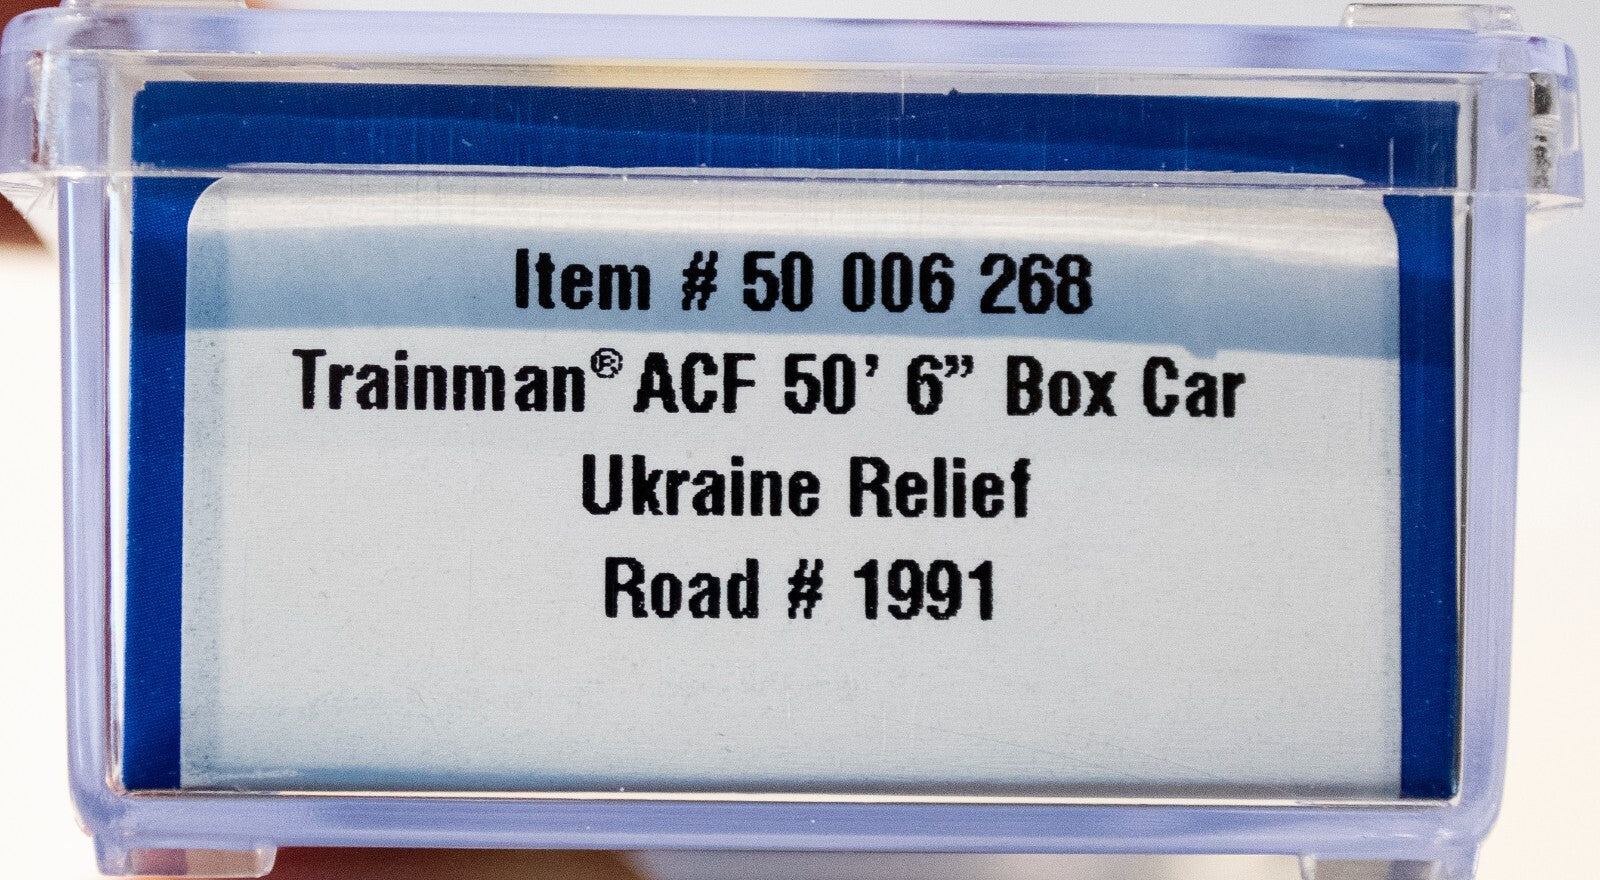 Item # 50 006 268
Trainman® ACF 50’ 6” Box Car
Ukraine Relief
Road # 1991